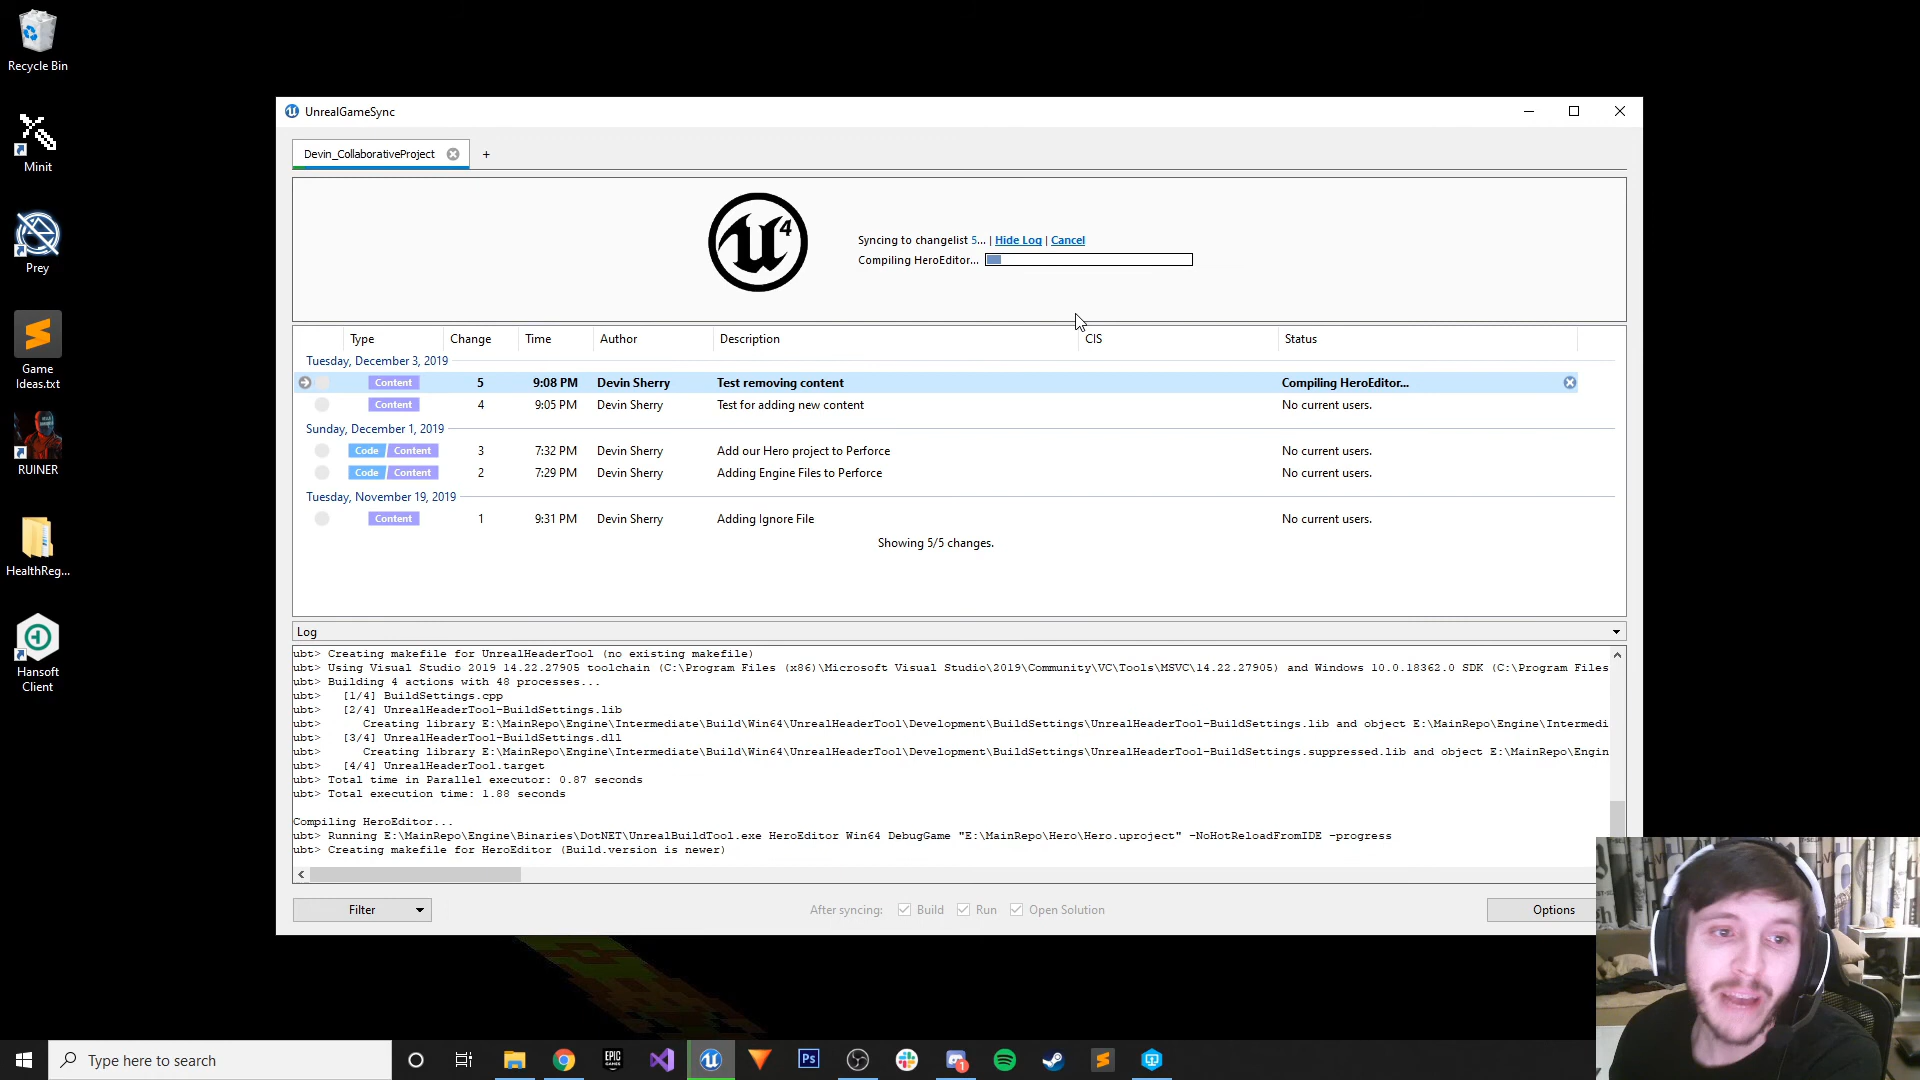 Recycle Bin
Minit
Prey
Game
Ideas.txt
RUINER
HealthReg...
Hansoft
Client
UnrealGameSync
Devin_CollaborativeProject
+
4
Syncing to changelist 5... | Hide Log | Cancel
Compiling HeroEditor...
Type Change Time Author Description CIS Status
Tuesday, December 3, 2019
Content 5 9:08 PM Devin Sherry Test removing content Compiling HeroEditor...
Content 4 9:05 PM Devin Sherry Test for adding new content No current users.
Sunday, December 1, 2019
Code Content 3 7:32 PM Devin Sherry Add our Hero project to Perforce No current users.
Code Content 2 7:29 PM Devin Sherry Adding Engine Files to Perforce No current users.
Tuesday, November 19, 2019
Content 1 9:31 PM Devin Sherry Adding Ignore File No current users.
Showing 5/5 changes.
Log
ubt> Creating makefile for UnrealHeaderTool (no existing makefile)
ubt> Using Visual Studio 2019 14.22.27905 toolchain (C:\Program Files (x86)\Microsoft Visual Studio\2019\Community\VC\Tools\MSVC\14.22.27905) and Windows 10.0.18362.0 SDK (C:\Program Files
ubt> Building 4 actions with 48 processes...
ubt> [1/4] BuildSettings.cpp
ubt> [2/4] UnrealHeaderTool-BuildSettings.lib
ubt> Creating library E:\MainRepo\Engine\Intermediate\Build\Win64\UnrealHeaderTool\Development\BuildSettings\UnrealHeaderTool-BuildSettings.lib and object E:\MainRepo\Engine\Intermedi
ubt> [3/4] UnrealHeaderTool-BuildSettings.dll
ubt> Creating library E:\MainRepo\Engine\Intermediate\Build\Win64\UnrealHeaderTool\Development\BuildSettings\UnrealHeaderTool-BuildSettings.suppressed.lib and object E:\MainRepo\Engin
ubt> [4/4] UnrealHeaderTool.target
ubt> Total time in Parallel executor: 0.87 seconds
ubt> Total execution time: 1.88 seconds
Compiling HeroEditor...
ubt> Running E:\MainRepo\Engine\Binaries\DotNET\UnrealBuildTool.exe HeroEditor Win64 DebugGame "E:\MainRepo\Hero\Hero.uproject" -NoHotReloadFromIDE -progress
ubt> Creating makefile for HeroEditor (Build.version is newer)
Filter
After syncing: Build Run Open Solution
Options
Type here to search
EPIC
GAMES
Ps
1